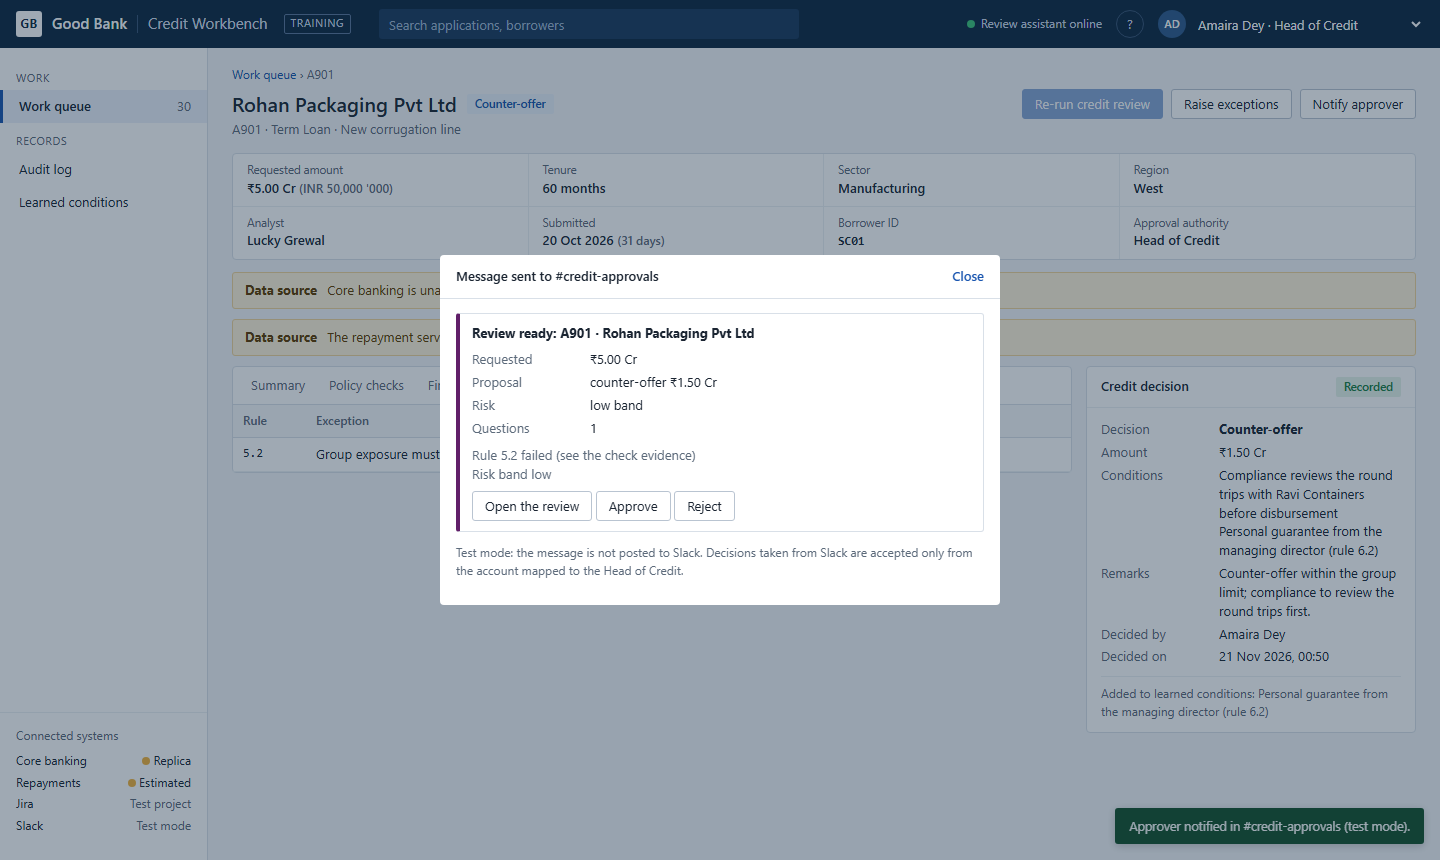 GB Good Bank Credit Workbench TRAINING
Search applications, borrowers
Review assistant online ? AD Amaira Dey · Head of Credit
WORK
Work queue 30
RECORDS
Audit log
Learned conditions
Work queue › A901
Rohan Packaging Pvt Ltd Counter-offer
A901 · Term Loan · New corrugation line
Re-run credit review Raise exceptions Notify approver
Requested amount Tenure Sector Region
₹5.00 Cr (INR 50,000 '000) 60 months Manufacturing West
Analyst Submitted Borrower ID Approval authority
Lucky Grewal 20 Oct 2026 (31 days) SC01 Head of Credit
Data source Core banking is una
Data source The repayment serv
Summary Policy checks Fi
Rule Exception
5.2 Group exposure must
Message sent to #credit-approvals Close
Review ready: A901 · Rohan Packaging Pvt Ltd
Requested ₹5.00 Cr
Proposal counter-offer ₹1.50 Cr
Risk low band
Questions 1
Rule 5.2 failed (see the check evidence)
Risk band low
Open the review Approve Reject
Test mode: the message is not posted to Slack. Decisions taken from Slack are accepted only from
the account mapped to the Head of Credit.
Credit decision Recorded
Decision Counter-offer
Amount ₹1.50 Cr
Conditions Compliance reviews the round
trips with Ravi Containers
before disbursement
Personal guarantee from the
managing director (rule 6.2)
Remarks Counter-offer within the group
limit; compliance to review the
round trips first.
Decided by Amaira Dey
Decided on 21 Nov 2026, 00:50
Added to learned conditions: Personal guarantee from
the managing director (rule 6.2)
Connected systems
Core banking Replica
Repayments Estimated
Jira Test project
Slack Test mode
Approver notified in #credit-approvals (test mode).